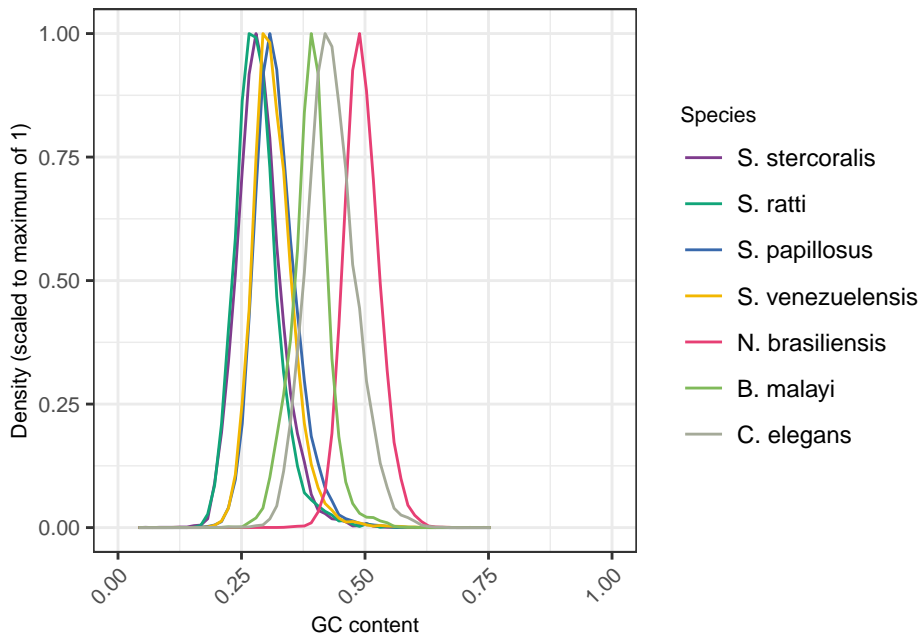 Density (scaled to maximum of 1)
1.00
0.75
0.50
0.25
0.00
0.00
0.25
0.50
0.75
1.00
GC content
Species
S. stercoralis
S. ratti
S. papillosus
S. venezuelensis
N. brasiliensis
B. malayi
C. elegans